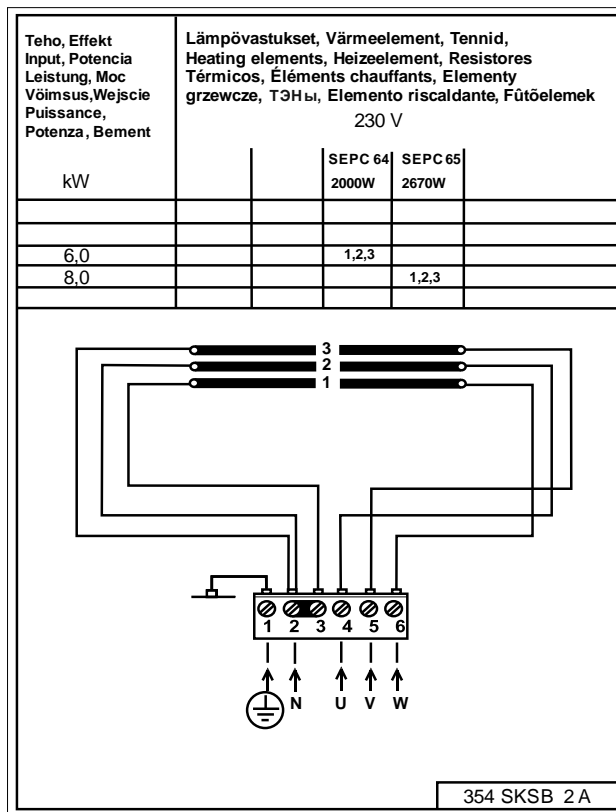 Teho, Effekt
Input, Potencia
Leistung, Moc
Vöimsus,Wejscie
Puissance,
Potenza, Bement
Lämpövastukset, Värmeelement, Tennid,
Heating elements, Heizeelement, Resistores
Térmicos, Éléments chauffants, Elementy
grzewcze, ТЭНы, Elemento riscaldante, Fûtõelemek
230 V
kW
SEPC 64
2000W
SEPC 65
2670W
6,0 1,2,3
8,0 1,2,3
3
2
1
1 2 3 4 5 6
N U V W
354 SKSB 2 A